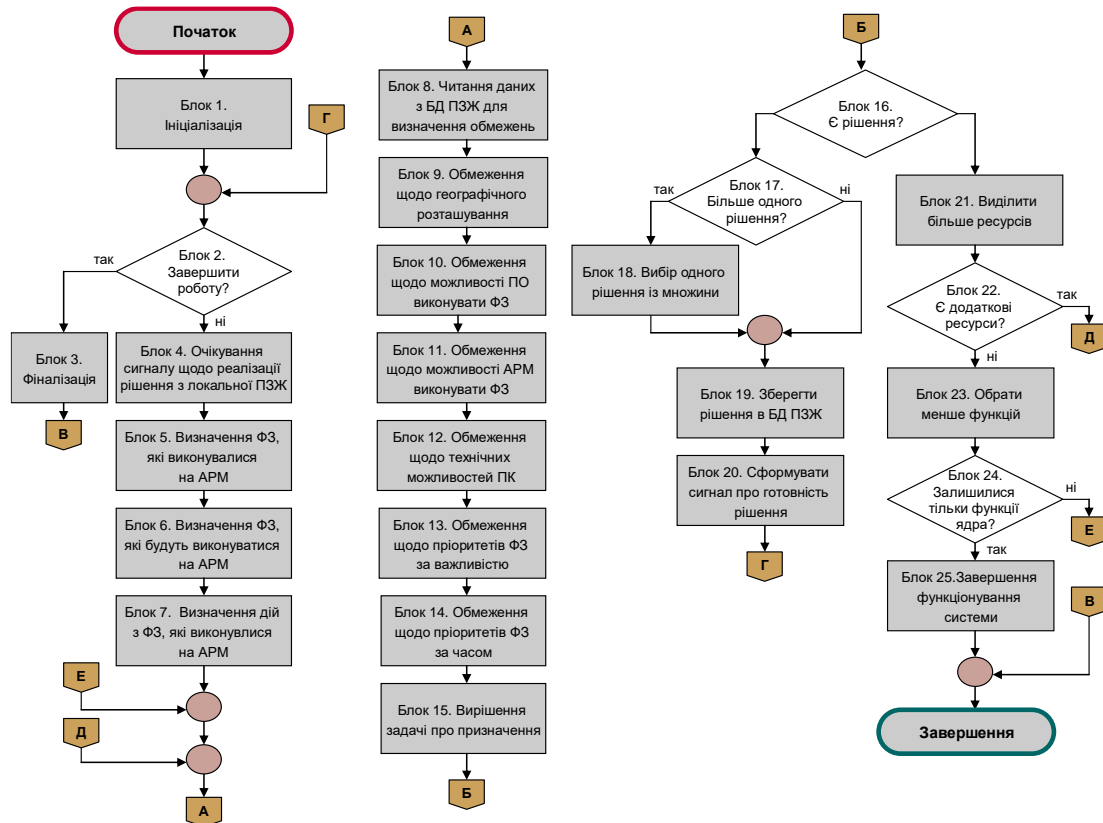 Початок
Блок 1.
Ініціалізація
Г
Блок 2.
Завершити
роботу?
так
ні
Блок 3.
Фіналізація
В
Блок 4. Очікування
сигналу щодо реалізації
рішення з локальної ПЗЖ
Блок 5. Визначення ФЗ,
які виконувалися
на АРМ
Блок 6. Визначення ФЗ,
які будуть виконуватися
на АРМ
Блок 7. Визначення дій
з ФЗ, які виконувлися
на АРМ
Е
Д
А
А
Блок 8. Читання даних
з БД ПЗЖ для
визначення обмежень
Блок 9. Обмеження
щодо географічного
розташування
Блок 10. Обмеження
щодо можливості ПО
виконувати ФЗ
Блок 11. Обмеження
щодо можливості АРМ
виконувати ФЗ
Блок 12. Обмеження
щодо технічних
можливостей ПК
Блок 13. Обмеження
щодо пріоритетів ФЗ
за важливістю
Блок 14. Обмеження
щодо пріоритетів ФЗ
за часом
Блок 15. Вирішення
задачі про призначення
Б
Б
Блок 16.
Є рішення?
так
Блок 17.
Більше одного
рішення?
ні
Блок 18. Вибір одного
рішення із множини
Блок 19. Зберегти
рішення в БД ПЗЖ
Блок 20. Сформувати
сигнал про готовність
рішення
Г
Блок 21. Виділити
більше ресурсів
Блок 22.
Є додаткові
ресурси?
так
Д
ні
Блок 23. Обрати
менше функцій
Блок 24.
Залишилися
тільки функції
ядра?
ні
Е
так
Блок 25.Завершення
функціонування
системи
В
Завершення